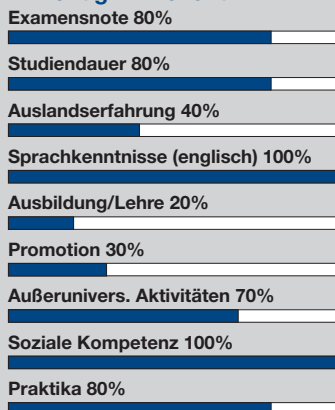 Examensnote 80%
Studiendauer 80%
Auslandserfahrung 40%
Sprachkenntnisse (englisch) 100%
Ausbildung/Lehre 20%
Promotion 30%
Außerunivers. Aktivitäten 70%
Soziale Kompetenz 100%
Praktika 80%